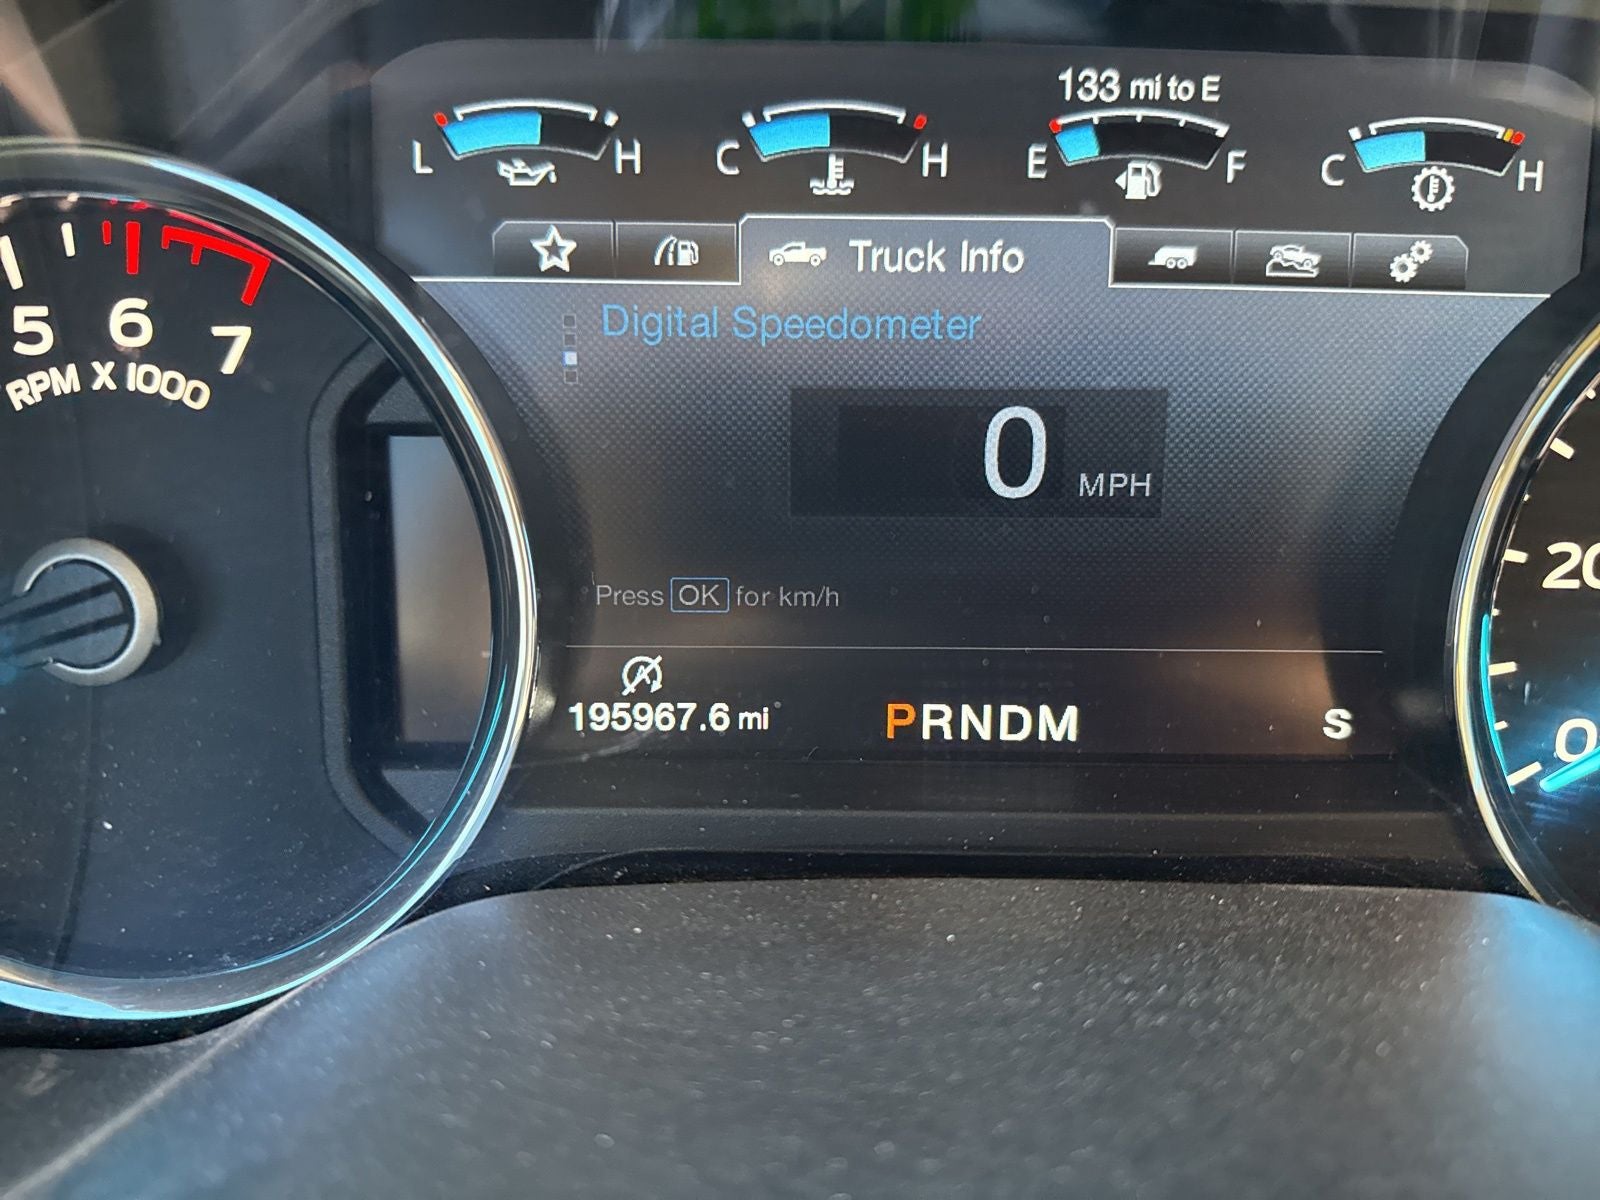 133 mi to E
L H C H E F C H
Truck Info
Digital Speedometer
5 6 7
RPM X 1000
0 MPH
20
Press OK for km/h
A
195967.6 mi PRNDM S
0